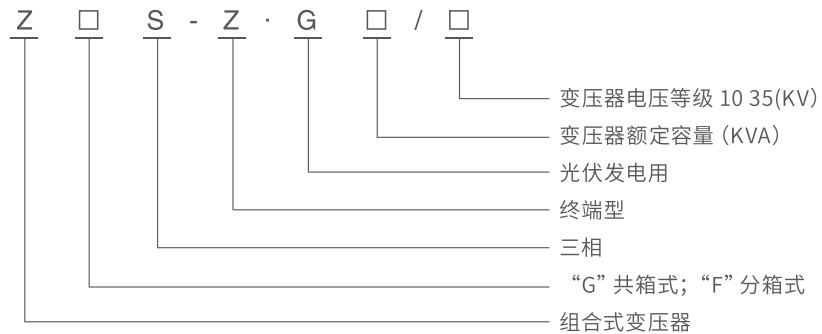 Z □ S - Z · G □ / □
变压器电压等级 10 35(KV)
变压器额定容量（KVA）
光伏发电用
终端型
三相
“G”共箱式；“F”分箱式
组合式变压器